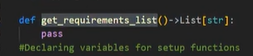 def get_requirements_list()->List[str]:
    pass
#Declaring variables for setup functions